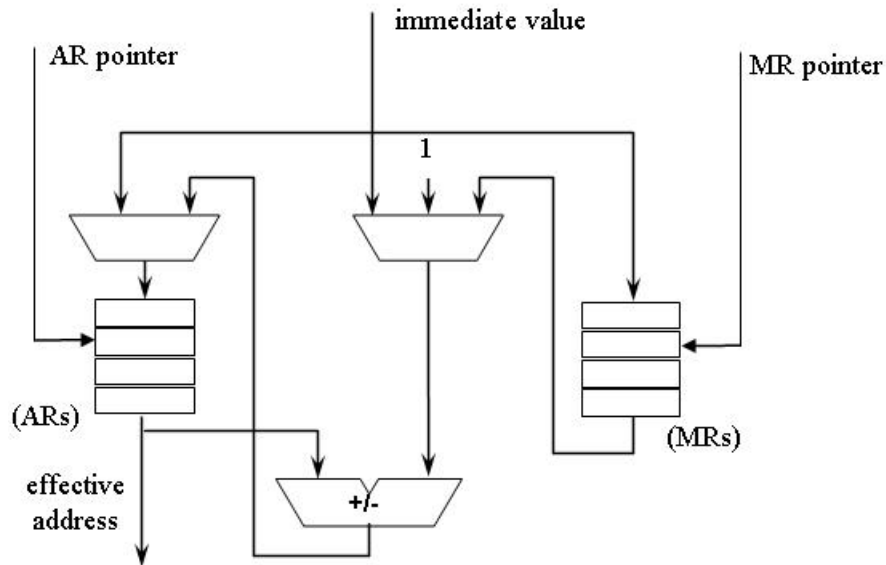 immediate value
AR pointer
MR pointer
1
(ARs)
(MRs)
effective
address
+/-